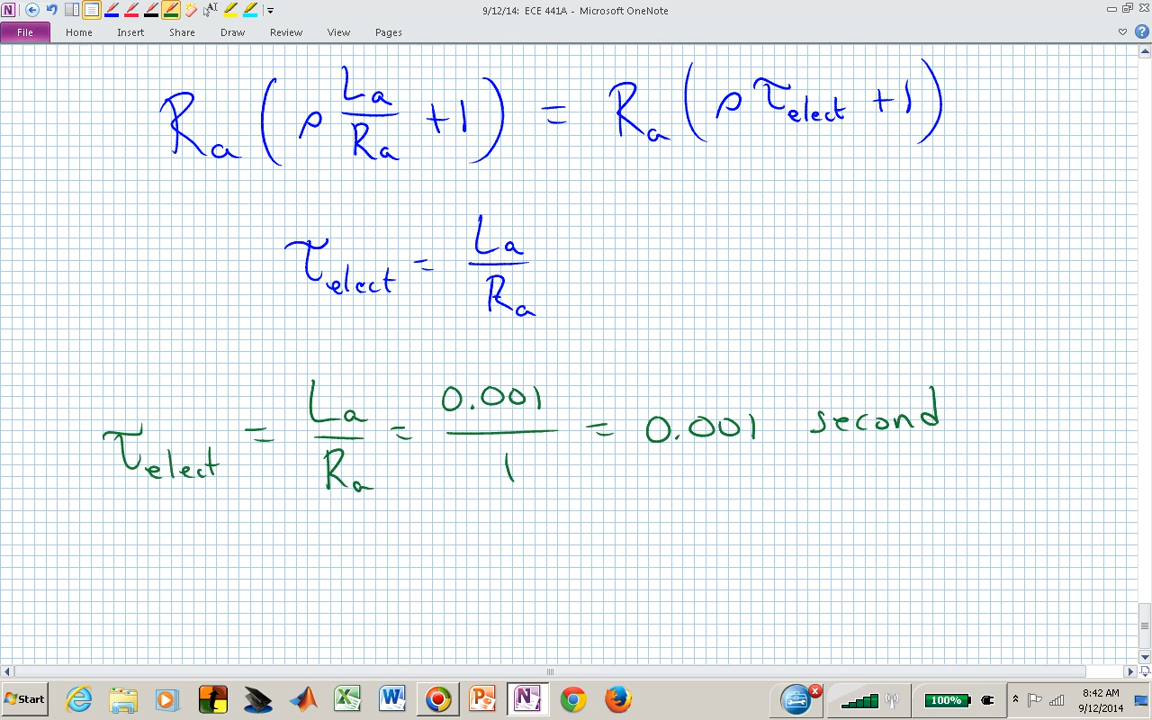 9/12/14: ECE 441A - Microsoft OneNote
File Home Insert Share Draw Review View Pages
Ra ( s La/Ra + 1 ) = Ra ( s τelect + 1 )
τelect = La/Ra
τelect = La/Ra = 0.001/1 = 0.001 second
Start
100%
8:42 AM
9/12/2014